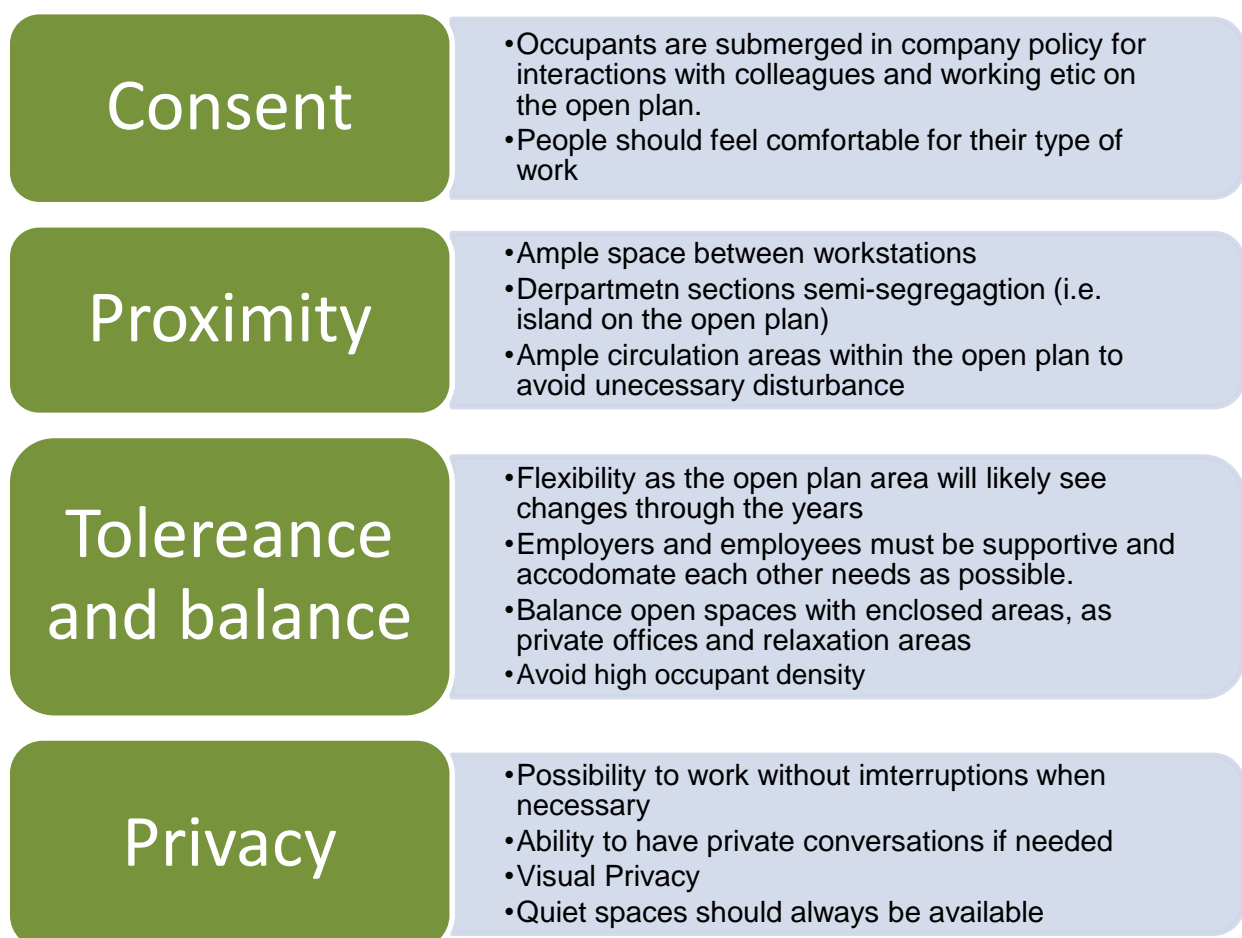 Consent
•Occupants are submerged in company policy for
interactions with colleagues and working etic on
the open plan.
•People should feel comfortable for their type of
work
Proximity
•Ample space between workstations
•Derpartmetn sections semi-segregagtion (i.e.
island on the open plan)
•Ample circulation areas within the open plan to
avoid unecessary disturbance
Tolereance
and balance
•Flexibility as the open plan area will likely see
changes through the years
•Employers and employees must be supportive and
accodomate each other needs as possible.
•Balance open spaces with enclosed areas, as
private offices and relaxation areas
•Avoid high occupant density
Privacy
•Possibility to work without imterruptions when
necessary
•Ability to have private conversations if needed
•Visual Privacy
•Quiet spaces should always be available